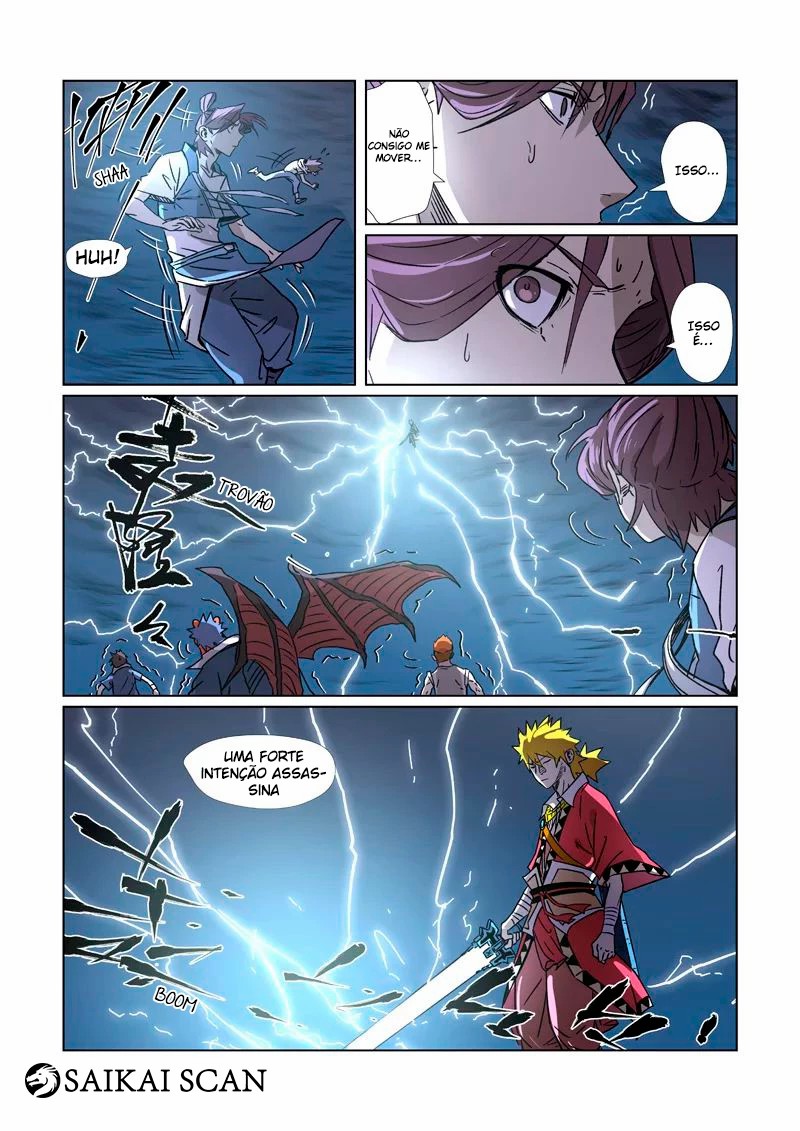 SHAA
HUH!
NÃO
CONSIGO ME-
MOVER...
ISSO...
ISSO
É...
TROVÃO
UMA FORTE
INTENÇÃO ASSAS-
SINA
BOOM
SAIKAI SCAN